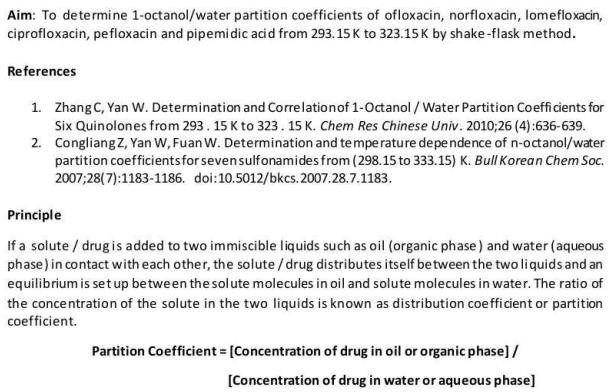 Aim: To determine 1-octanol/water partition coefficients of ofloxacin, norfloxacin, lomefloxacin,
ciprofloxacin, pefloxacin and pipemidic acid from 293.15 K to 323.15 K by shake-flask method.
References
1. Zhang C, Yan W. Determination and Correlation of 1-Octanol / Water Partition Coefficients for
Six Quinolones from 293 . 15 K to 323 . 15 K. Chem Res Chinese Univ. 2010;26 (4):636-639.
2. Congliang Z, Yan W, Fuan W. Determination and temperature dependence of n-octanol/water
partition coefficients for seven sulfonamides from (298.15 to 333.15) K. Bull Korean Chem Soc.
2007;28(7):1183-1186. doi:10.5012/bkcs.2007.28.7.1183.
Principle
If a solute / drug is added to two immiscible liquids such as oil (organic phase) and water (aqueous
phase) in contact with each other, the solute / drug distributes itself between the two liquids and an
equilibrium is set up between the solute molecules in oil and solute molecules in water. The ratio of
the concentration of the solute in the two liquids is known as distribution coefficient or partition
coefficient.
Partition Coefficient = [Concentration of drug in oil or organic phase] /
[Concentration of drug in water or aqueous phase]